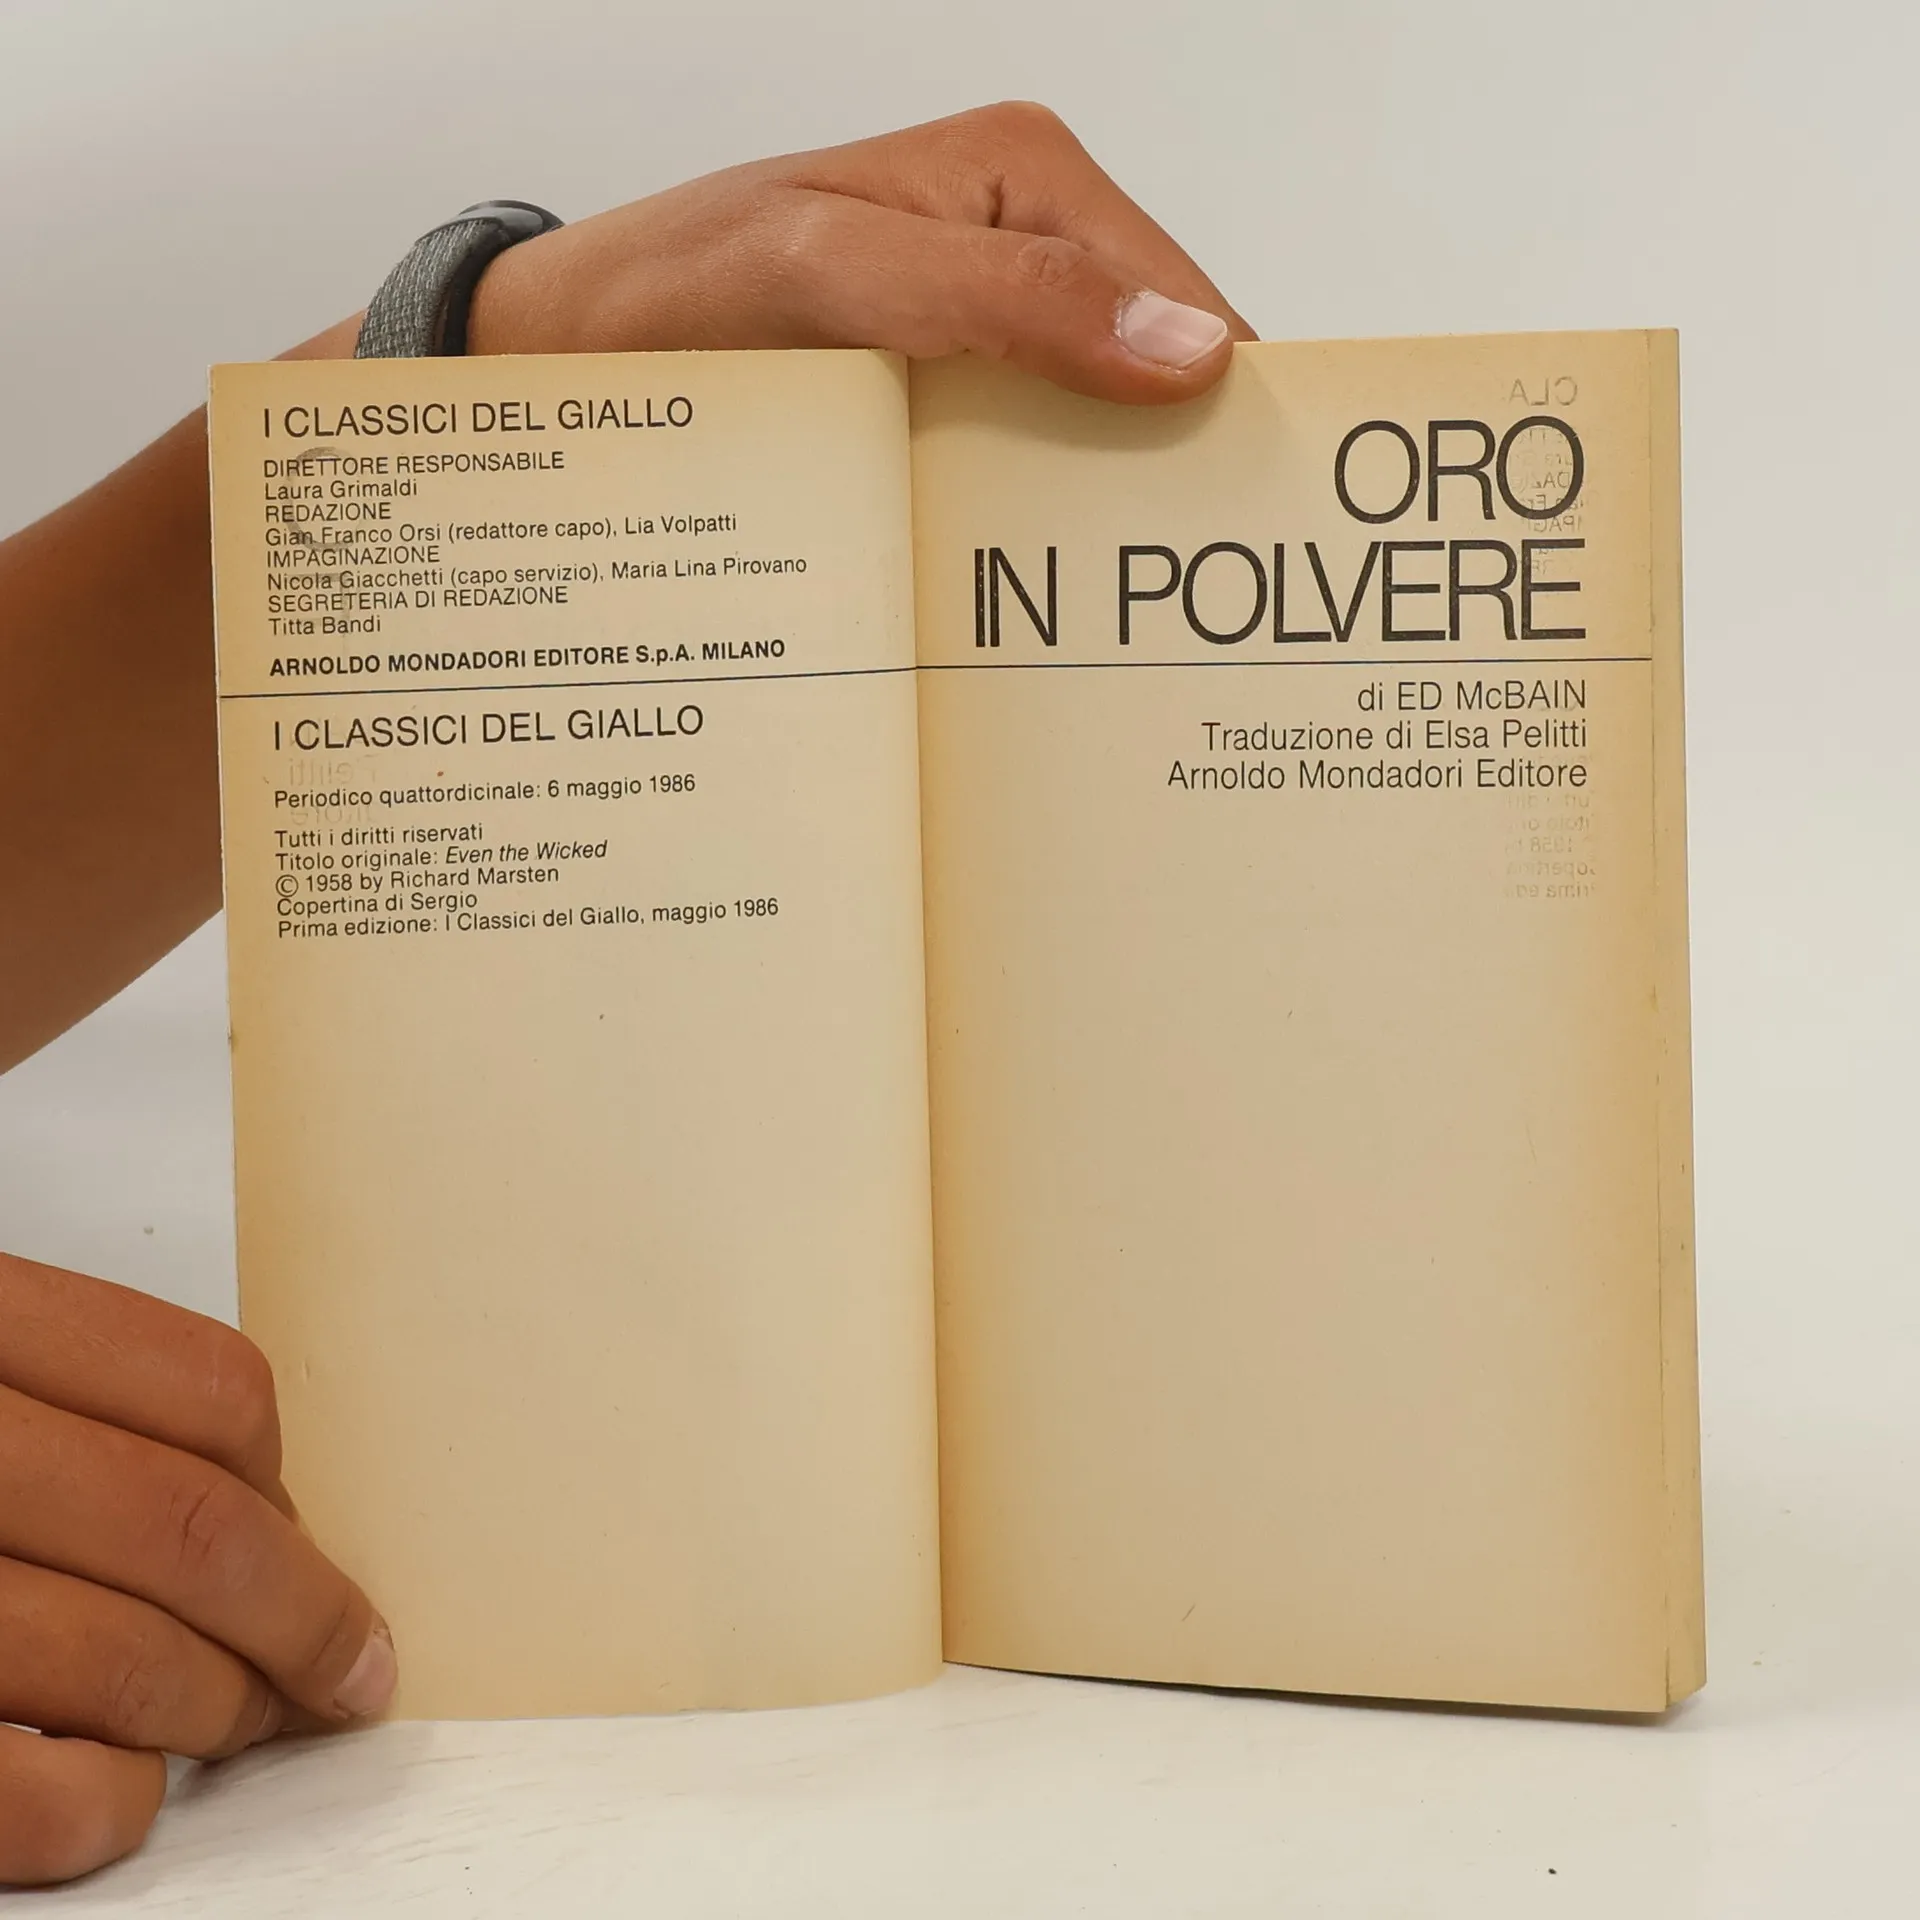 I CLASSICI DEL GIALLO
DIRETTORE RESPONSABILE
Laura Grimaldi
REDAZIONE
Gian Franco Orsi (redattore capo), Lia Volpatti
IMPAGINAZIONE
Nicola Giacchetti (capo servizio), Maria Lina Pirovano
SEGRETERIA DI REDAZIONE
Titta Bandi
ARNOLDO MONDADORI EDITORE S.p.A. MILANO
I CLASSICI DEL GIALLO
Periodico quattordicinale: 6 maggio 1986
Tutti i diritti riservati
Titolo originale: Even the Wicked
© 1958 by Richard Marsten
Copertina di Sergio
Prima edizione: I Classici del Giallo, maggio 1986
ORO
IN POLVERE
di ED McBAIN
Traduzione di Elsa Pelitti
Arnoldo Mondadori Editore